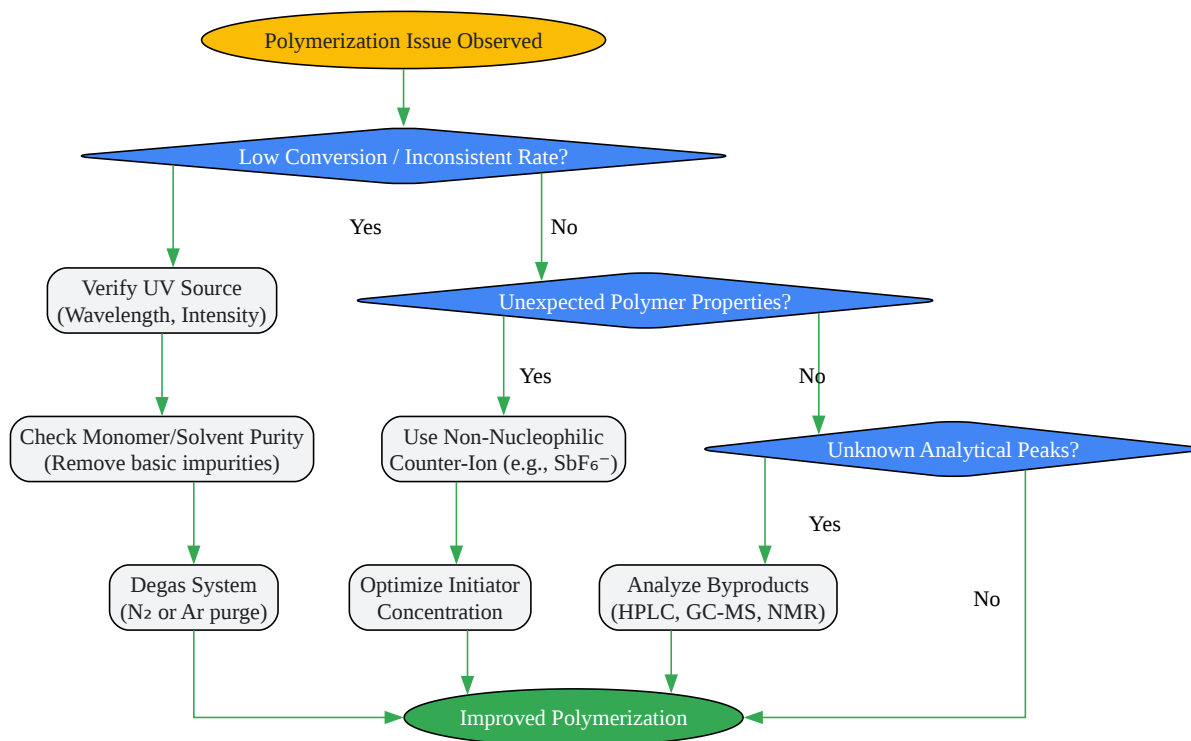 Polymerization Issue Observed
Low Conversion / Inconsistent Rate?
Yes
No
Verify UV Source
(Wavelength, Intensity)
Unexpected Polymer Properties?
Yes
No
Check Monomer/Solvent Purity
(Remove basic impurities)
Use Non-Nucleophilic
Counter-Ion (e.g., SbF₆⁻)
Unknown Analytical Peaks?
Yes
No
Degas System
(N₂ or Ar purge)
Optimize Initiator
Concentration
Analyze Byproducts
(HPLC, GC-MS, NMR)
Improved Polymerization